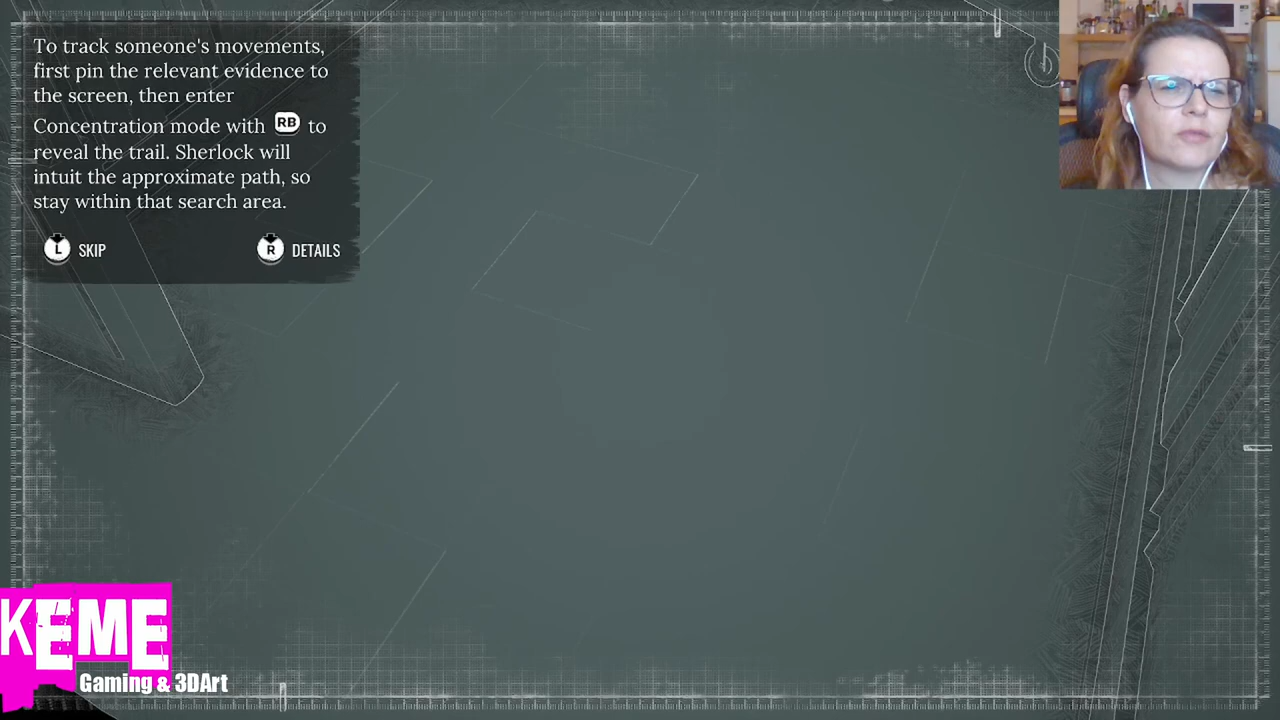 To track someone's movements,
first pin the relevant evidence to
the screen, then enter
Concentration mode with RB to
reveal the trail. Sherlock will
intuit the approximate path, so
stay within that search area.
L SKIP
R DETAILS
KEME
Gaming & 3DArt